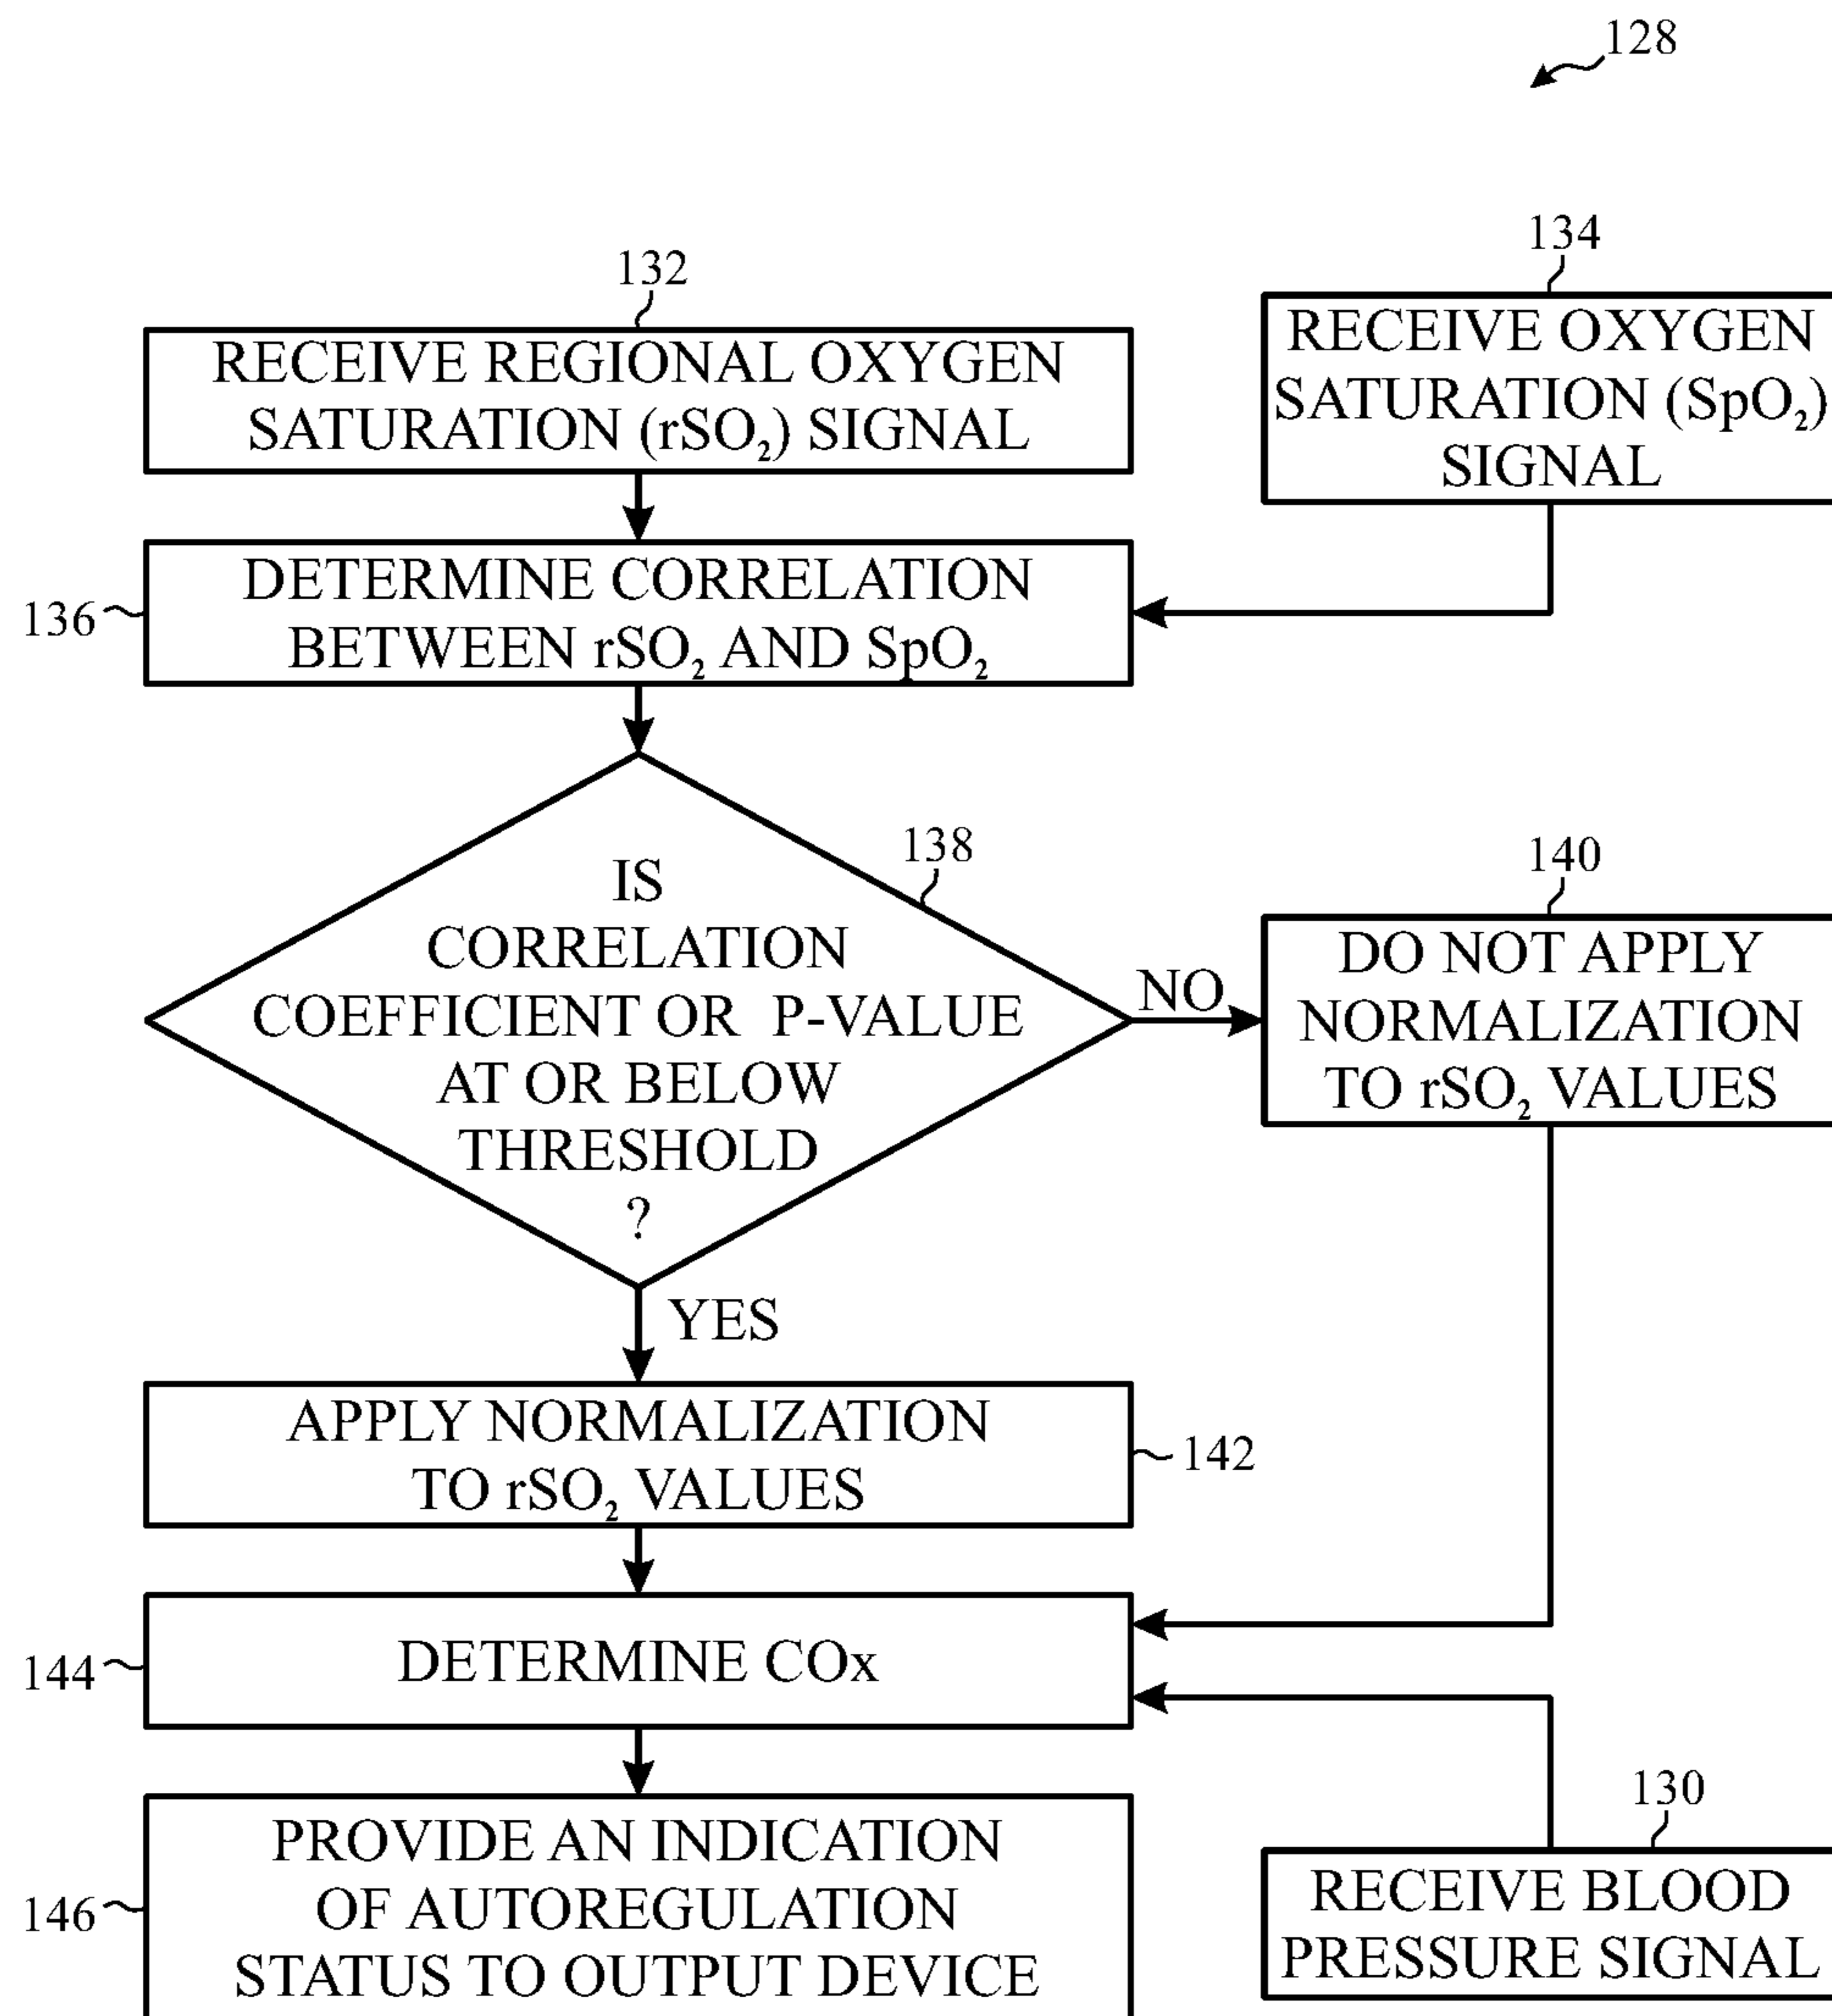 128
132
RECEIVE REGIONAL OXYGEN
SATURATION (rSO₂) SIGNAL
134
RECEIVE OXYGEN
SATURATION (SpO₂)
SIGNAL
136
DETERMINE CORRELATION
BETWEEN rSO₂ AND SpO₂
138
IS
CORRELATION
COEFFICIENT OR P-VALUE
AT OR BELOW
THRESHOLD
?
NO
140
DO NOT APPLY
NORMALIZATION
TO rSO₂ VALUES
YES
APPLY NORMALIZATION
TO rSO₂ VALUES
142
144
DETERMINE COx
130
RECEIVE BLOOD
PRESSURE SIGNAL
146
PROVIDE AN INDICATION
OF AUTOREGULATION
STATUS TO OUTPUT DEVICE